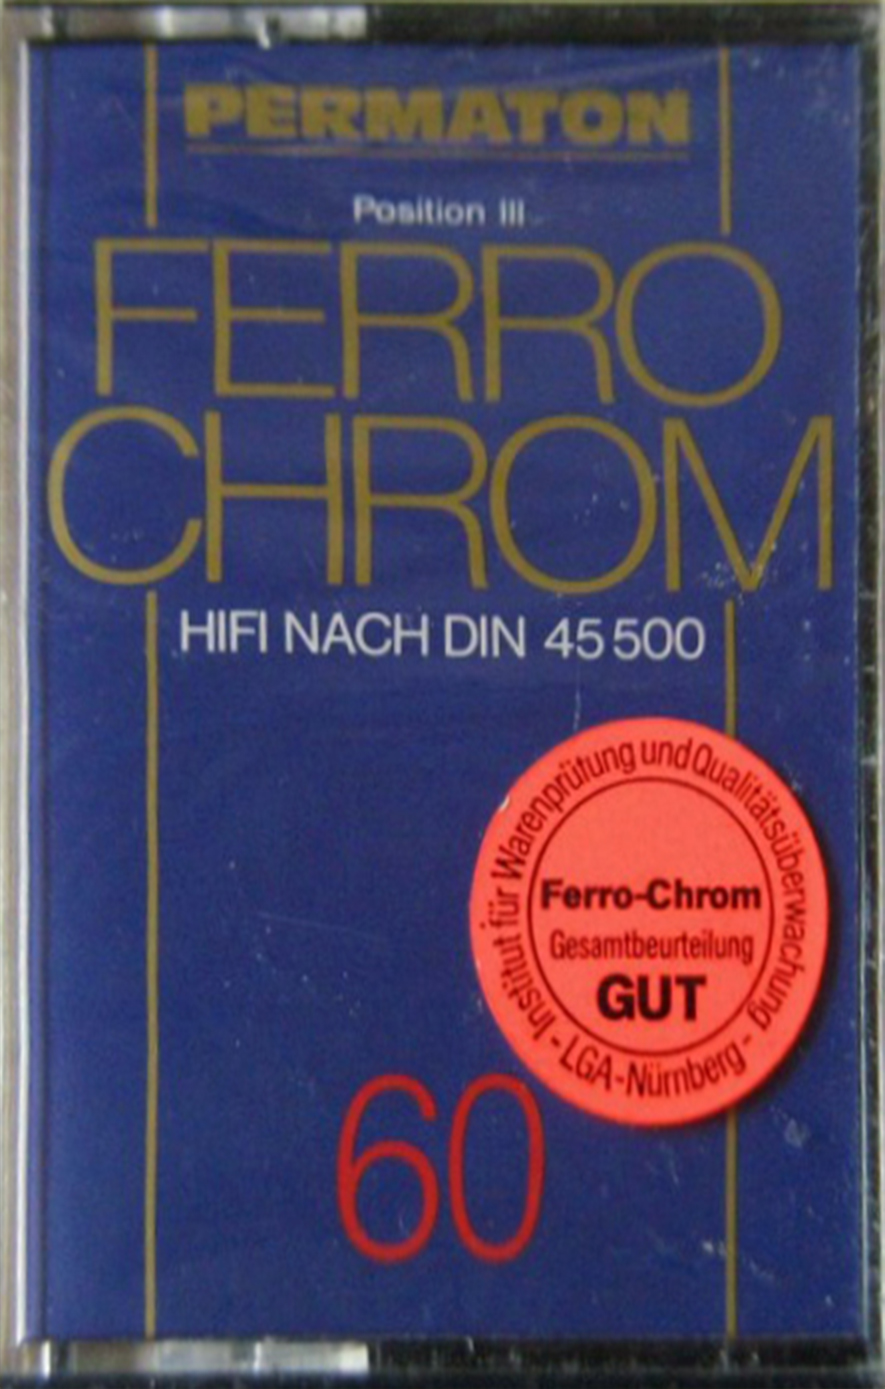 PERMATON
Position III
FERRO
CHROM
HIFI NACH DIN 45 500
Institut für Warenprüfung und Qualitätsüberwachung
- LGA-Nürnberg -
Ferro-Chrom
Gesamtbeurteilung
GUT
60